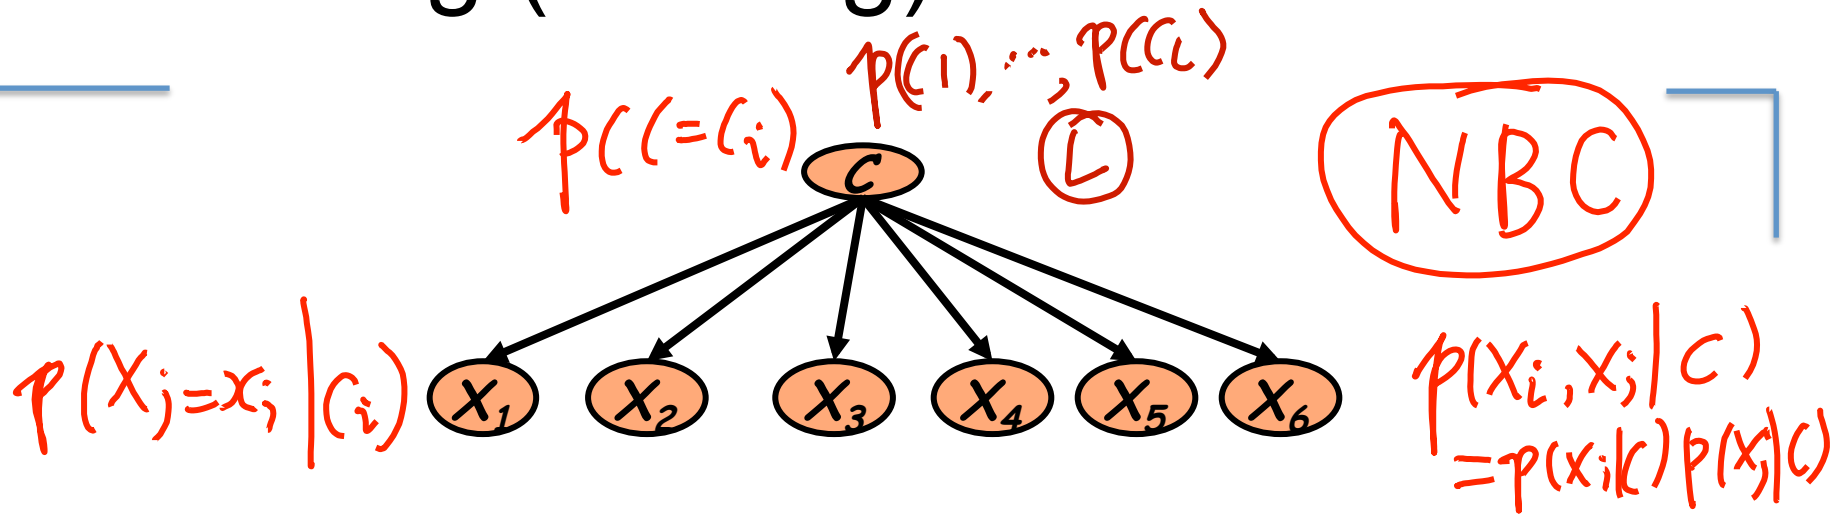 p(C1), ..., p(CL)
p(C=Ci)
C
L
NBC
p(Xj=xj|Ci)
X1 X2 X3 X4 X5 X6
p(Xi,Xj|C)
=p(Xi|C)p(Xj|C)